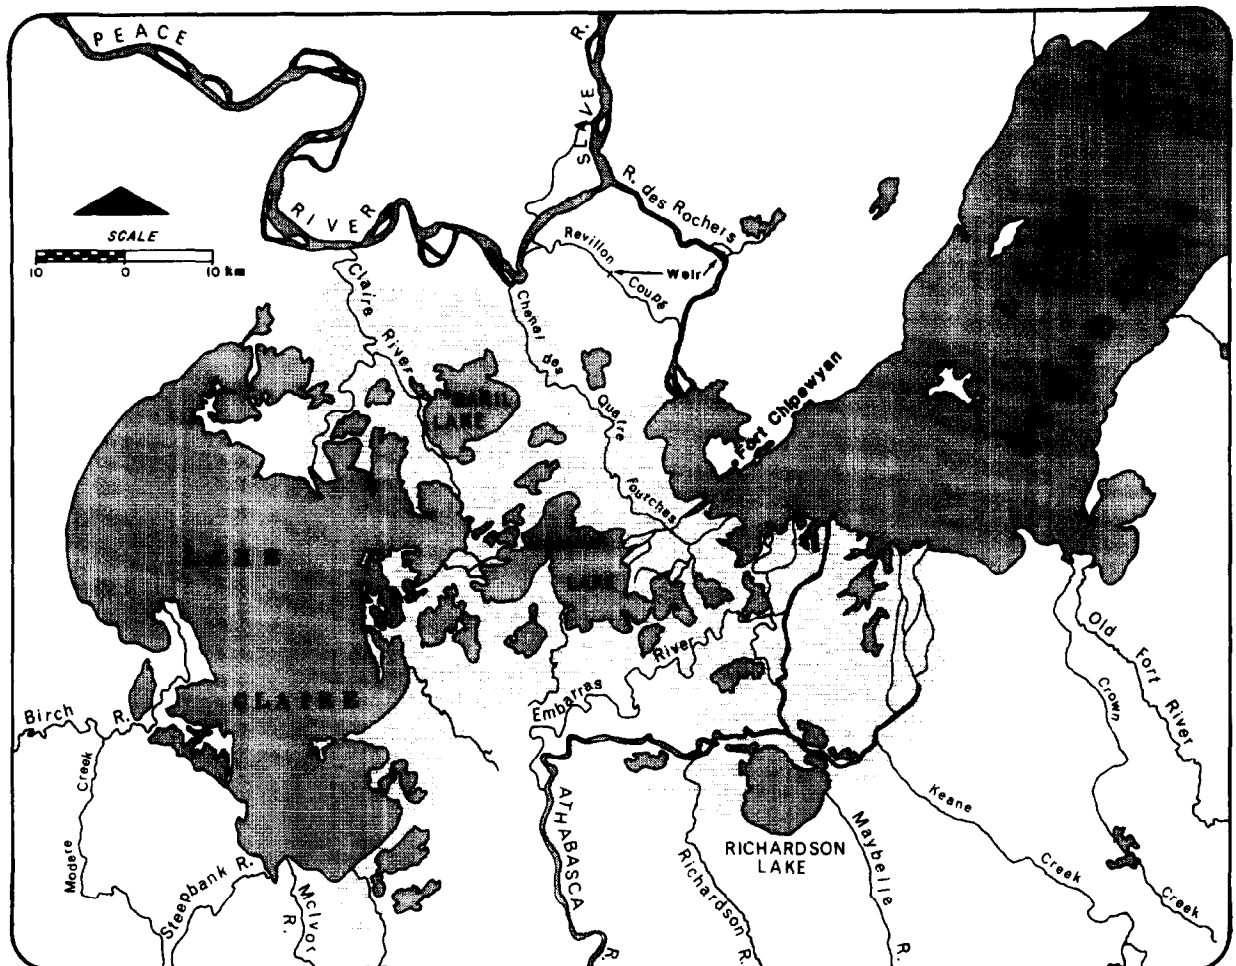 PEACE
RIVER
SLAVE R.
R. des Rochers
Revillon
Coupé
Weir
SCALE
10 0 10 km
Claire
River
Chenal
des
Quatre
Fourches
LAKE
Fort Chipewyan
LAKE
LAKE
CLAIRE
River
Embarras
Birch R.
Creek
Steepbank R.
McIvor
R.
ATHABASCA
R.
Richardson R.
RICHARDSON
LAKE
Maybelle
R.
Keane
Creek
Crown
Creek
Old
Fort
River